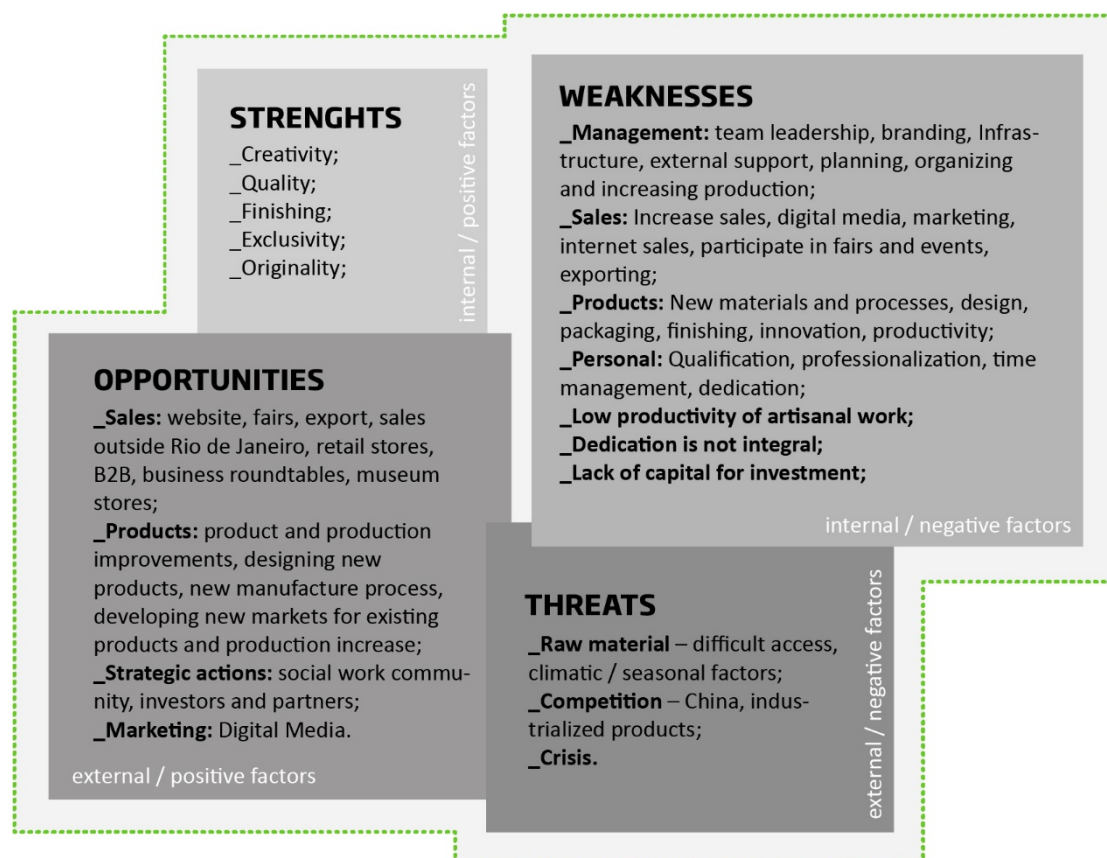 STRENGHTS
_Creativity;
_Quality;
_Finishing;
_Exclusivity;
_Originality;
internal / positive factors
WEAKNESSES
_Management: team leadership, branding, Infras-
tructure, external support, planning, organizing
and increasing production;
_Sales: Increase sales, digital media, marketing,
internet sales, participate in fairs and events,
exporting;
_Products: New materials and processes, design,
packaging, finishing, innovation, productivity;
_Personal: Qualification, professionalization, time
management, dedication;
_Low productivity of artisanal work;
_Dedication is not integral;
_Lack of capital for investment;
internal / negative factors
OPPORTUNITIES
_Sales: website, fairs, export, sales
outside Rio de Janeiro, retail stores,
B2B, business roundtables, museum
stores;
_Products: product and production
improvements, designing new
products, new manufacture process,
developing new markets for existing
products and production increase;
_Strategic actions: social work commu-
nity, investors and partners;
_Marketing: Digital Media.
external / positive factors
THREATS
_Raw material – difficult access,
climatic / seasonal factors;
_Competition – China, indus-
trialized products;
_Crisis.
external / negative factors